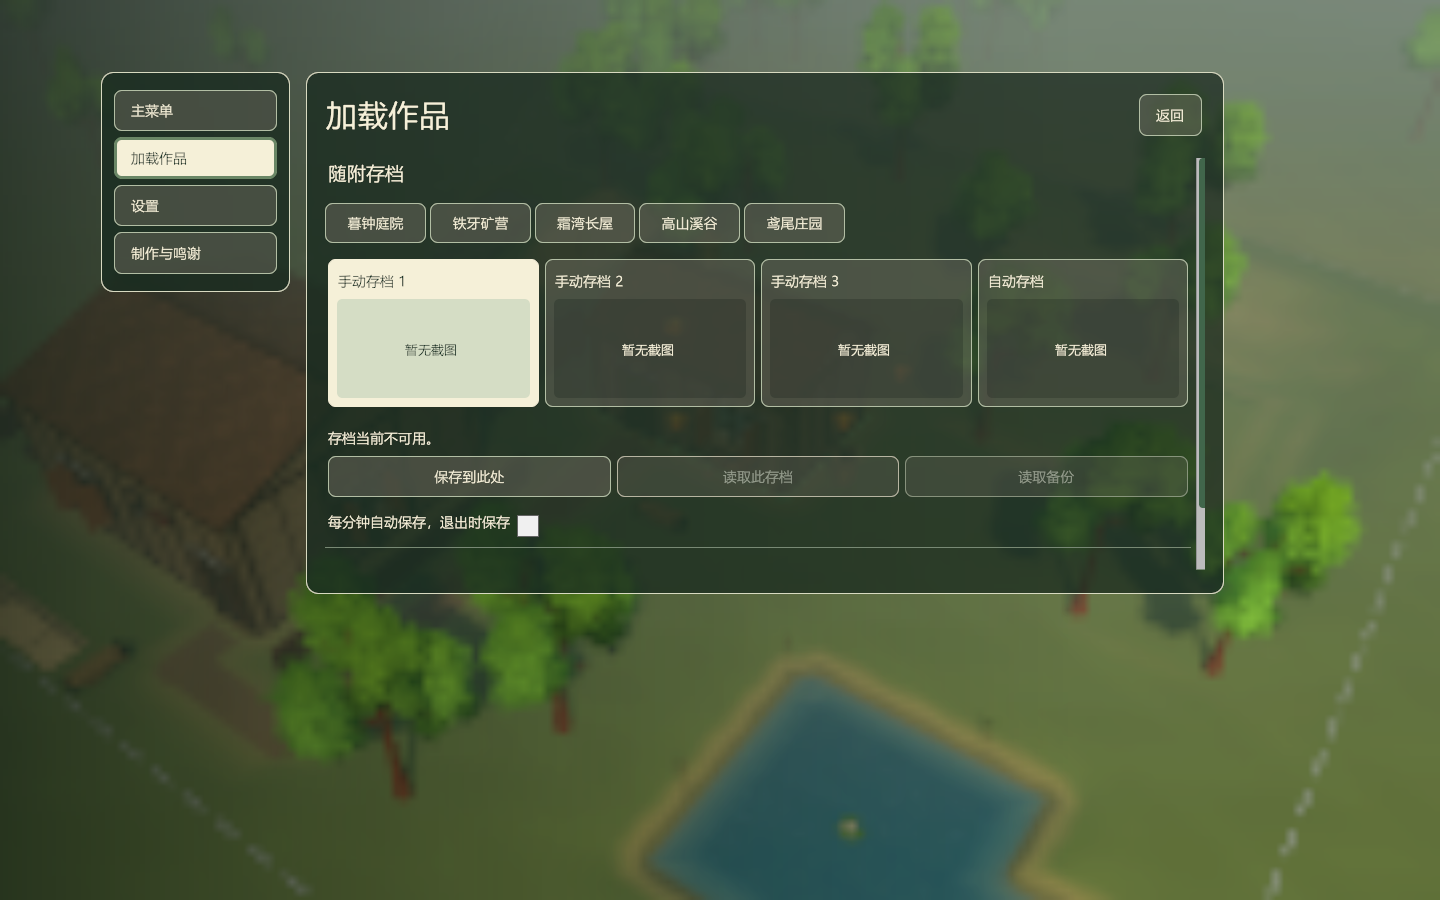 主菜单
加载作品
设置
制作与鸣谢
加载作品
返回
随附存档
暮钟庭院
铁牙矿营
霜湾长屋
高山溪谷
鸢尾庄园
手动存档 1
暂无截图
手动存档 2
暂无截图
手动存档 3
暂无截图
自动存档
暂无截图
存档当前不可用。
保存到此处
读取此存档
读取备份
每分钟自动保存，退出时保存